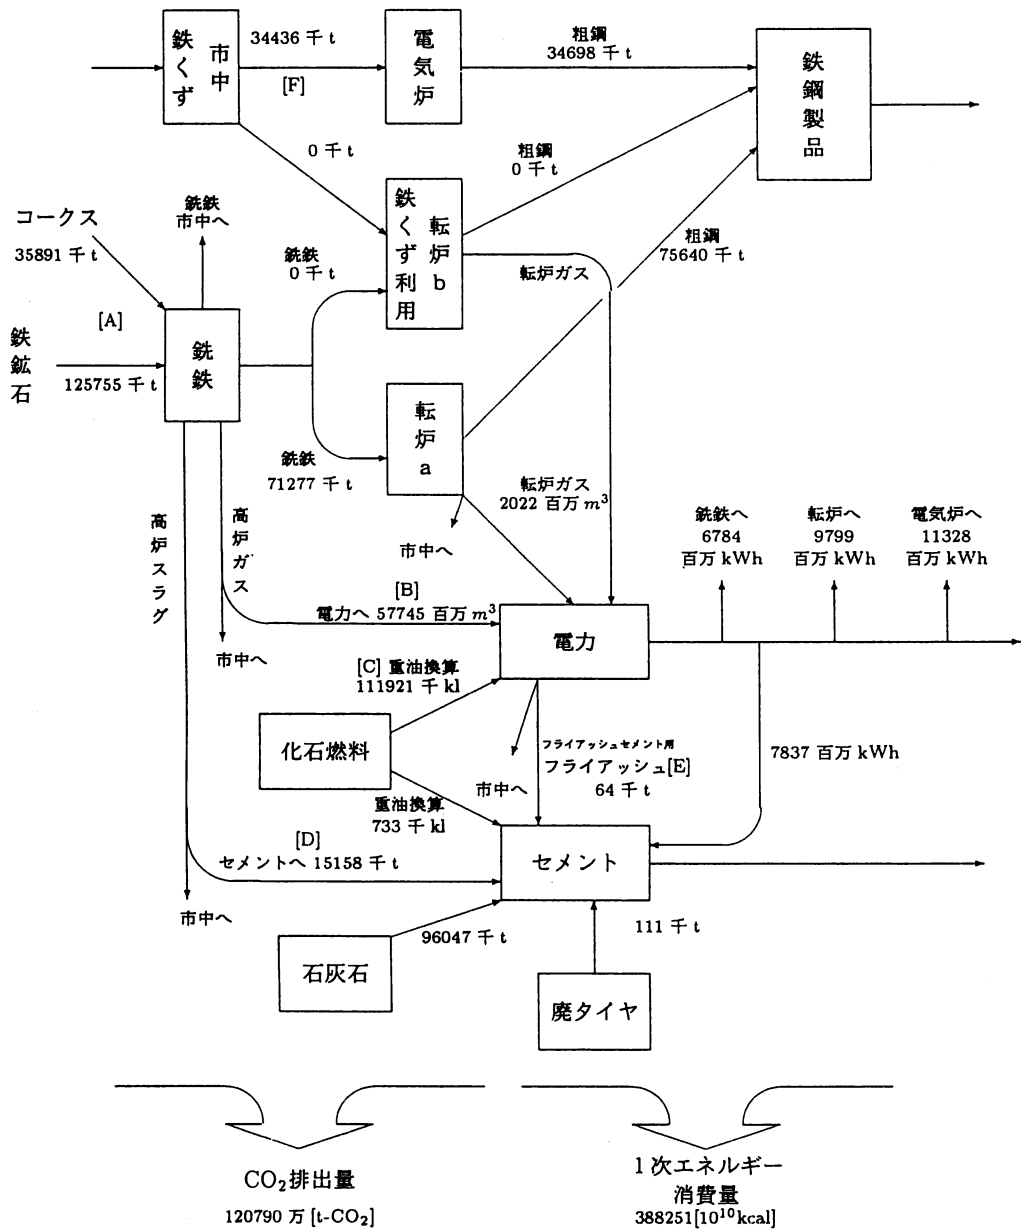 鉄くず
市中
34436 千 t
[F]
電気炉
粗鋼
34698 千 t
鉄鋼製品
0 千 t
粗鋼
0 千 t
コークス
35891 千 t
銑鉄
市中へ
鉄くず利用
転炉b
銑鉄
0 千 t
転炉ガス
粗鋼
75640 千 t
[A]
鉄鉱石
125755 千 t
銑鉄
転炉a
銑鉄
71277 千 t
転炉ガス
2022 百万 m³
市中へ
高炉スラグ
高炉ガス
銑鉄へ
6784
百万 kWh
転炉へ
9799
百万 kWh
電気炉へ
11328
百万 kWh
[B]
電力へ 57745 百万 m³
電力
市中へ
[C] 重油換算
111921 千 kl
化石燃料
フライアッシュセメント用
フライアッシュ[E]
64 千 t
市中へ
7837 百万 kWh
重油換算
733 千 kl
[D]
セメントへ 15158 千 t
セメント
市中へ
96047 千 t
111 千 t
石灰石
廃タイヤ
CO₂排出量
120790 万 [t-CO₂]
1 次エネルギー
消費量
388251[10¹⁰kcal]